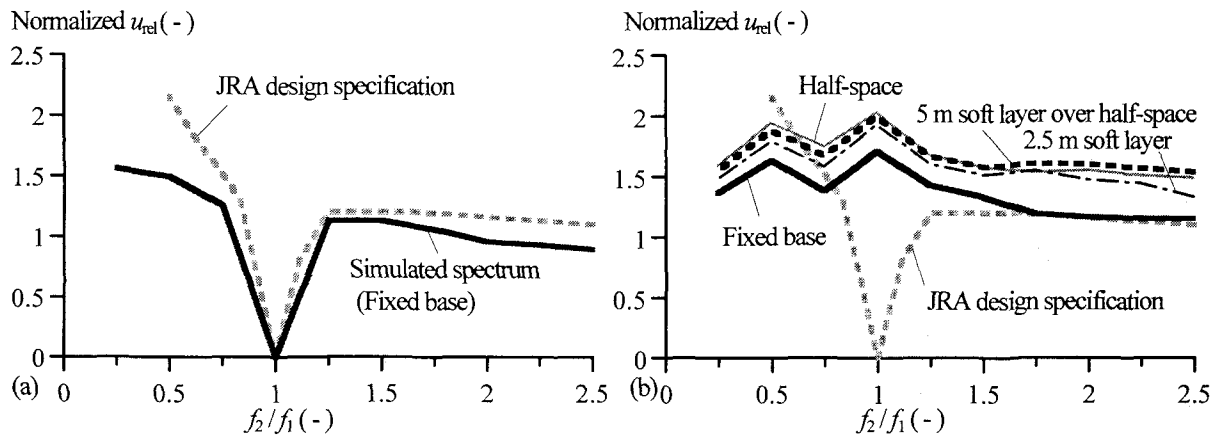 Normalized u_rel (-)
2.5
2
1.5
1
0.5
0
JRA design specification
Simulated spectrum
(Fixed base)
0 0.5 1 1.5 2 2.5
(a)
f_2/f_1 (-)
Normalized u_rel (-)
2.5
2
1.5
1
0.5
0
Half-space
5 m soft layer over half-space
2.5 m soft layer
Fixed base
JRA design specification
0.5 1 1.5 2 2.5
(b)
f_2/f_1 (-)